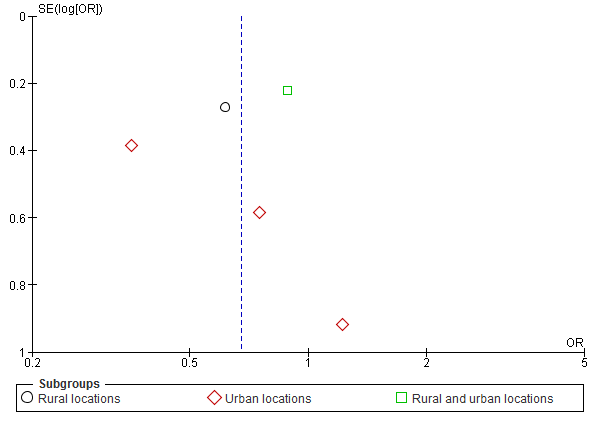 SE(log[OR])
0
0.2
0.4
0.6
0.8
1
OR
0.2 0.5 1 2 5
Subgroups
Rural locations Urban locations Rural and urban locations